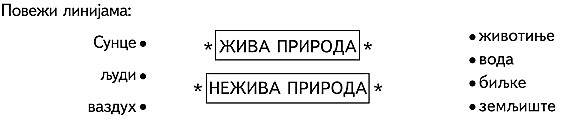 Повежи линијама:
Сунце •
људи •
ваздух •
* ЖИВА ПРИРОДА *
* НЕЖИВА ПРИРОДА *
• животиње
• вода
• биљке
• земљиште